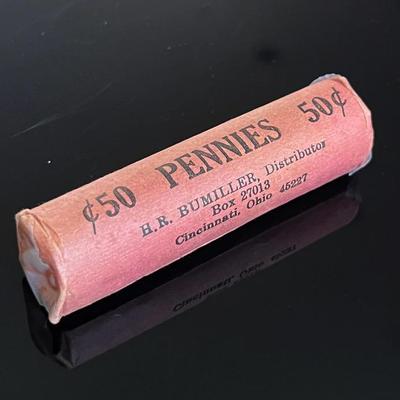 ¢50 PENNIES 50¢
H.R. BUMILLER, Distributor
Box 27013
Cincinnati, Ohio 45227